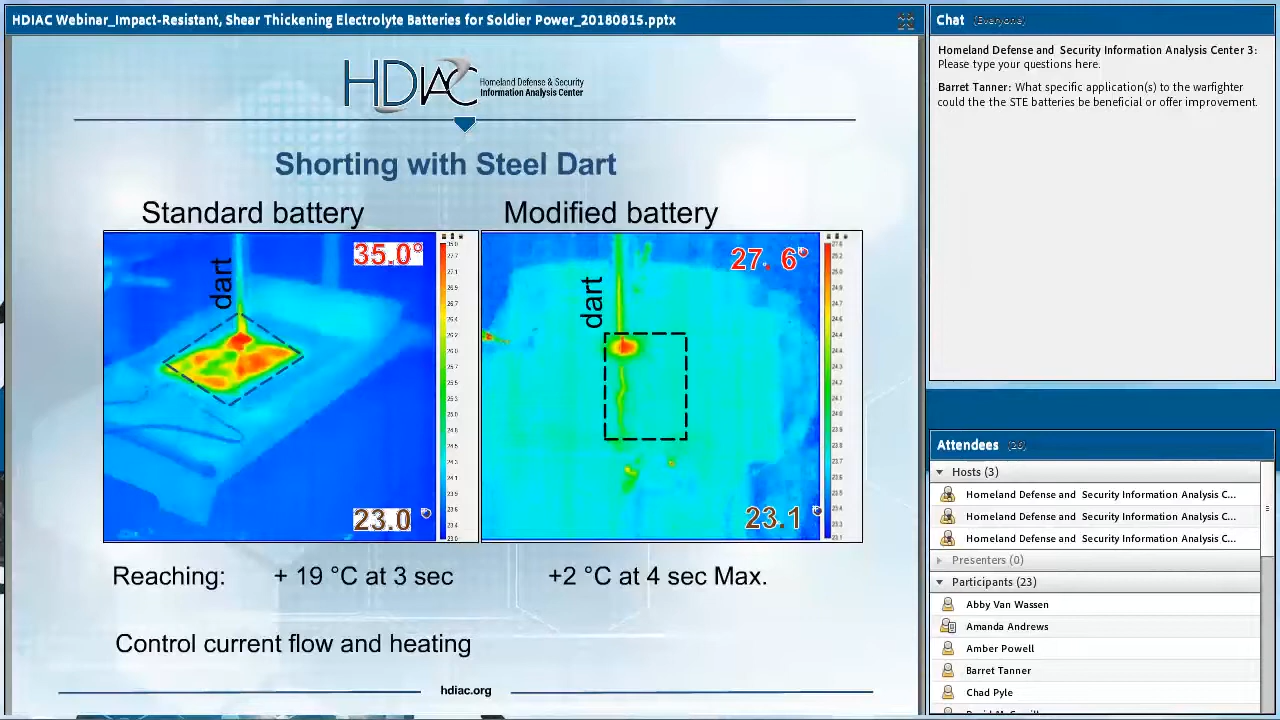 HDIAC Webinar_Impact-Resistant, Shear Thickening Electrolyte Batteries for Soldier Power_20180815.pptx
HDIAC
Homeland Defense & Security
Information Analysis Center
Shorting with Steel Dart
Standard battery
Modified battery
35.0°
dart
23.0
27. 6°
dart
23.1
Reaching:
+ 19 °C at 3 sec
+2 °C at 4 sec Max.
Control current flow and heating
hdiac.org
Chat (Everyone)
Homeland Defense and Security Information Analysis Center 3:
Please type your questions here.
Barret Tanner: What specific application(s) to the warfighter
could the the STE batteries be beneficial or offer improvement.
Attendees (26)
Hosts (3)
Homeland Defense and Security Information Analysis C...
Homeland Defense and Security Information Analysis C...
Homeland Defense and Security Information Analysis C...
Presenters (0)
Participants (23)
Abby Van Wassen
Amanda Andrews
Amber Powell
Barret Tanner
Chad Pyle